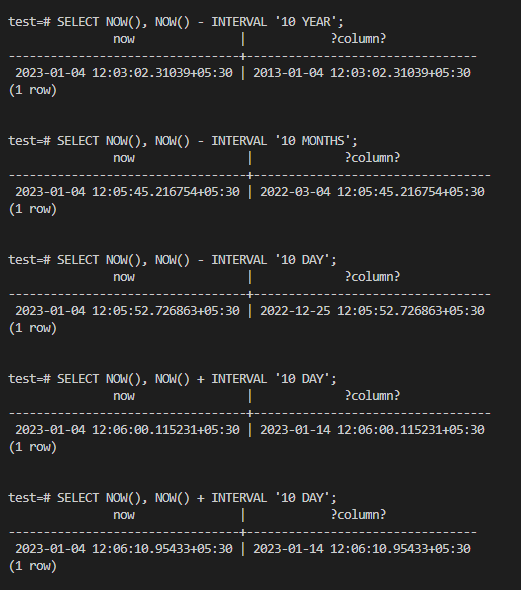 test=# SELECT NOW(), NOW() - INTERVAL '10 YEAR';
               now                |            ?column?
----------------------------------+---------------------------------
 2023-01-04 12:03:02.31039+05:30 | 2013-01-04 12:03:02.31039+05:30
(1 row)
test=# SELECT NOW(), NOW() - INTERVAL '10 MONTHS';
               now                |             ?column?
----------------------------------+----------------------------------
 2023-01-04 12:05:45.216754+05:30 | 2022-03-04 12:05:45.216754+05:30
(1 row)
test=# SELECT NOW(), NOW() - INTERVAL '10 DAY';
               now                |             ?column?
----------------------------------+----------------------------------
 2023-01-04 12:05:52.726863+05:30 | 2022-12-25 12:05:52.726863+05:30
(1 row)
test=# SELECT NOW(), NOW() + INTERVAL '10 DAY';
               now                |             ?column?
----------------------------------+----------------------------------
 2023-01-04 12:06:00.115231+05:30 | 2023-01-14 12:06:00.115231+05:30
(1 row)
test=# SELECT NOW(), NOW() + INTERVAL '10 DAY';
               now               |            ?column?
---------------------------------+---------------------------------
 2023-01-04 12:06:10.95433+05:30 | 2023-01-14 12:06:10.95433+05:30
(1 row)